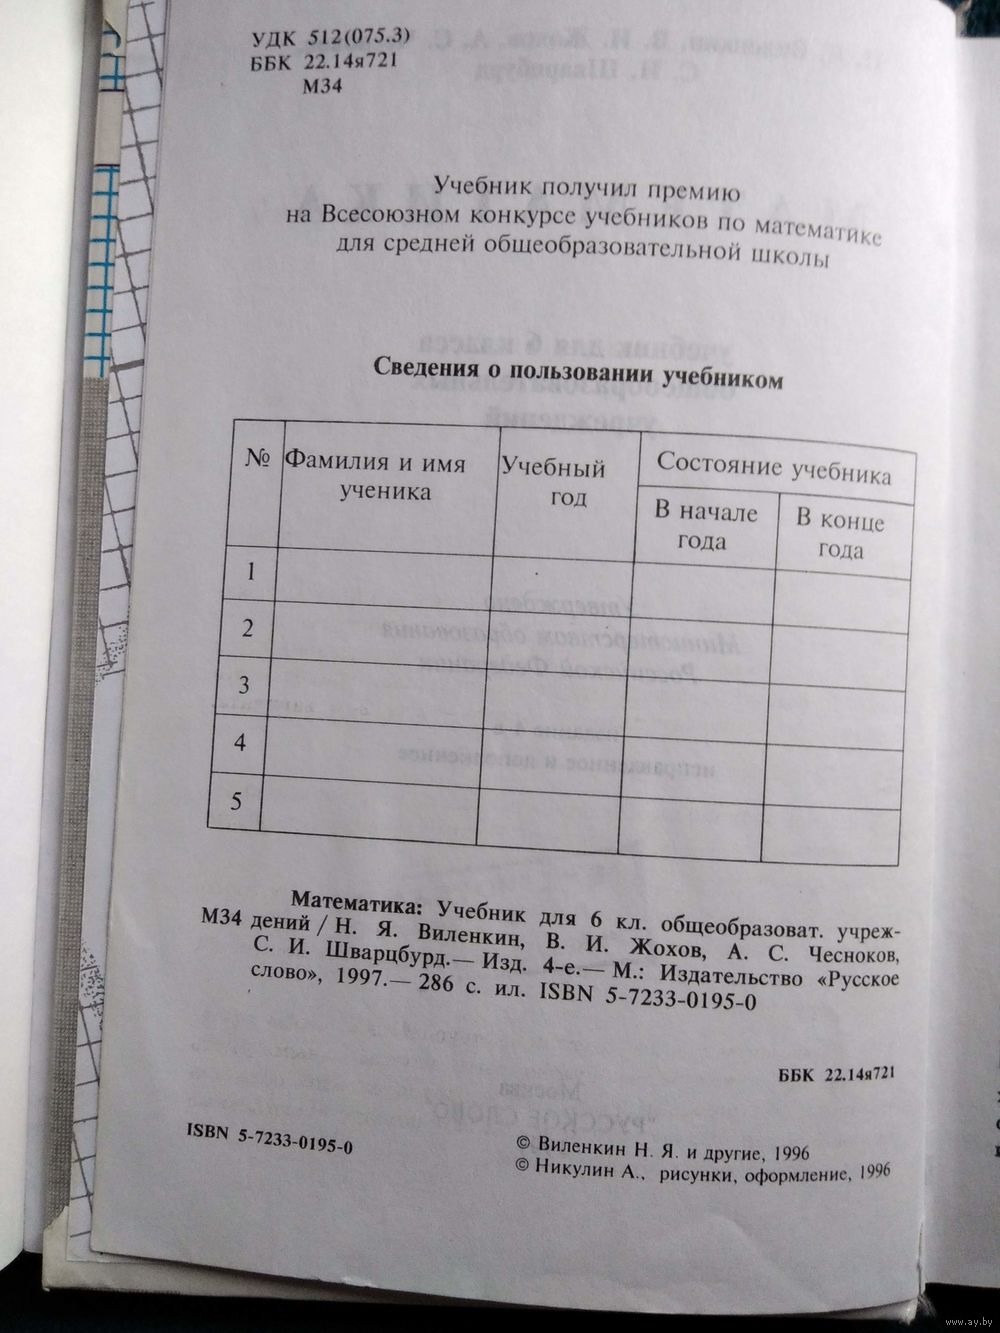 УДК 512(075.3)
ББК 22.14я721
М34
Учебник получил премию
на Всесоюзном конкурсе учебников по математике
для средней общеобразовательной школы
Сведения о пользовании учебником
№ Фамилия и имя ученика Учебный год Состояние учебника
В начале года В конце года
1
2
3
4
5
Математика: Учебник для 6 кл. общеобразоват. учреж-
М34 дений / Н. Я. Виленкин, В. И. Жохов, А. С. Чесноков,
С. И. Шварцбурд.— Изд. 4-е.— М.: Издательство «Русское
слово», 1997.— 286 с. ил. ISBN 5-7233-0195-0
ББК 22.14я721
ISBN 5-7233-0195-0
© Виленкин Н. Я. и другие, 1996
© Никулин А., рисунки, оформление, 1996
www.ay.by